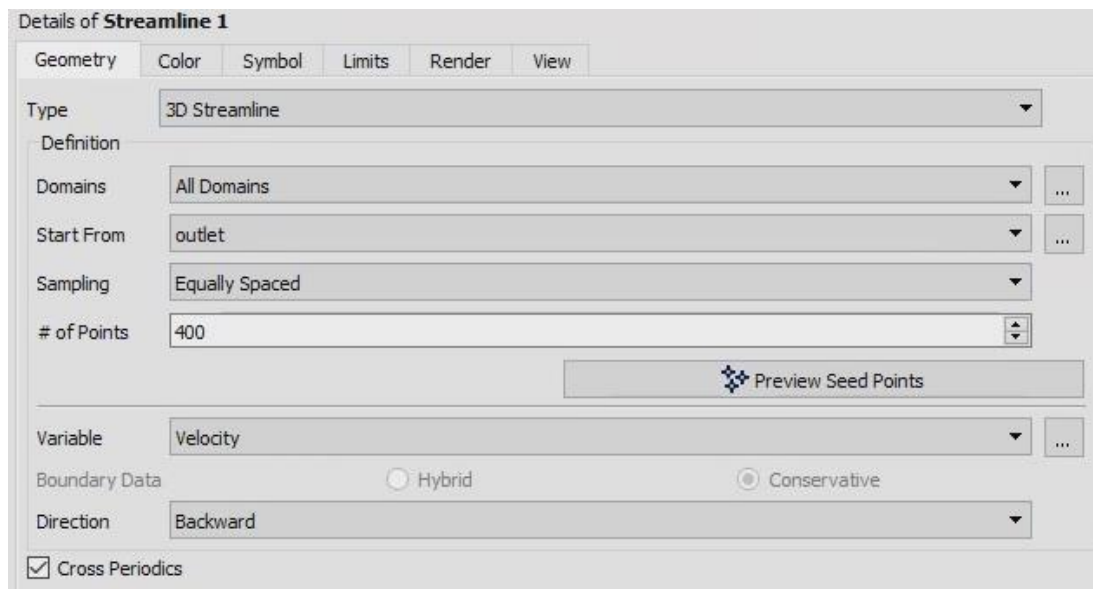 Details of Streamline 1
Geometry Color Symbol Limits Render View
Type 3D Streamline
Definition
Domains All Domains ...
Start From outlet ...
Sampling Equally Spaced
# of Points 400
Preview Seed Points
Variable Velocity ...
Boundary Data Hybrid Conservative
Direction Backward
Cross Periodics